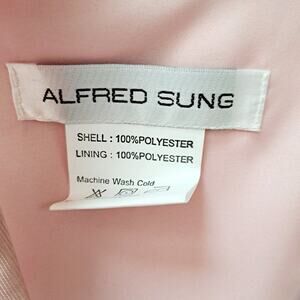 ALFRED SUNG
SHELL : 100%POLYESTER
LINING : 100%POLYESTER
Machine Wash Cold